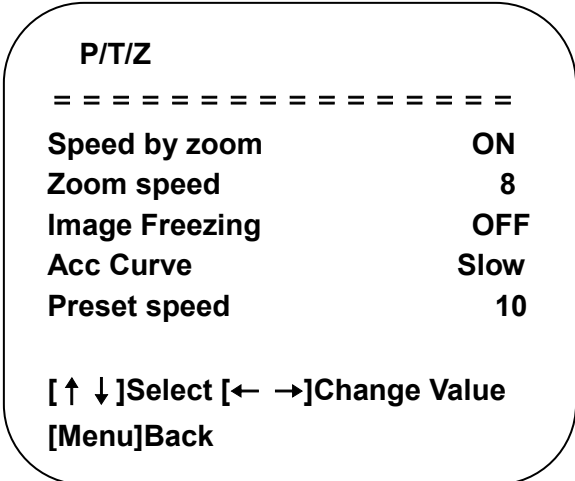 P/T/Z
= = = = = = = = = = = = = = = =
Speed by zoom ON
Zoom speed 8
Image Freezing OFF
Acc Curve Slow
Preset speed 10
[↑ ↓]Select [← →]Change Value
[Menu]Back